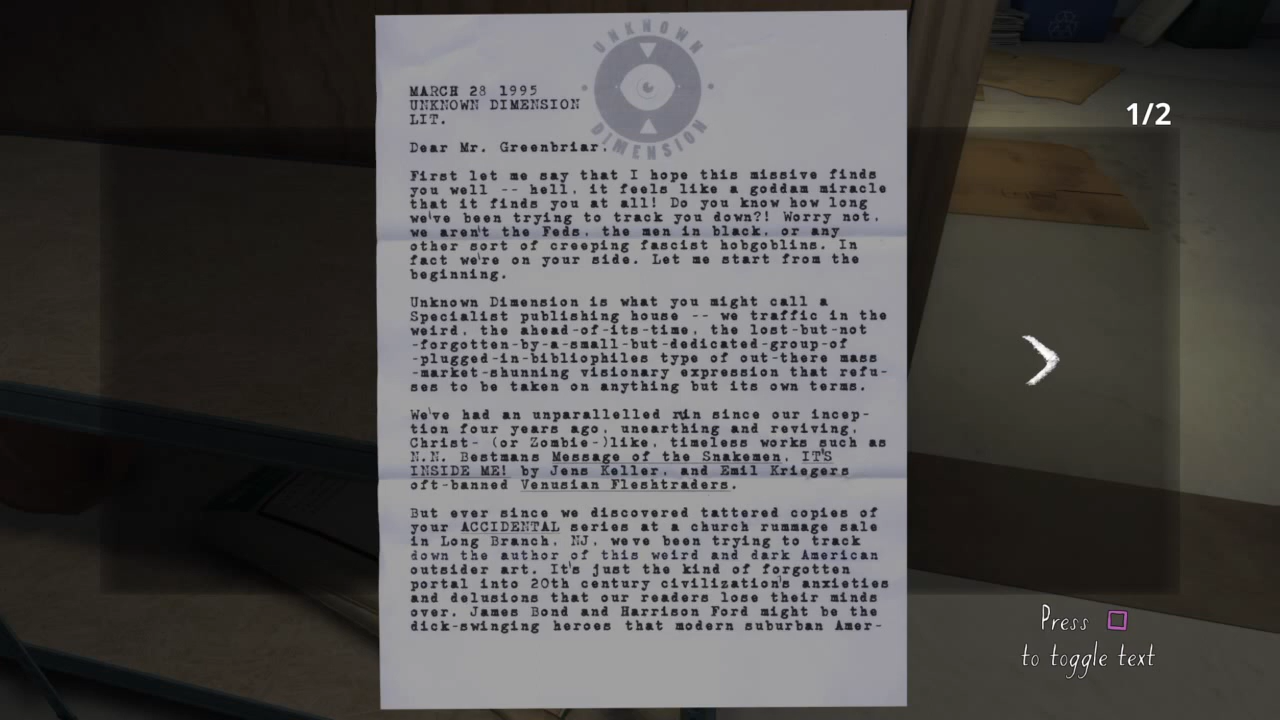 UNKNOWN
DIMENSION
MARCH 28 1995
UNKNOWN DIMENSION
LIT.
Dear Mr. Greenbriar,
First let me say that I hope this missive finds
you well -- hell, it feels like a goddam miracle
that it finds you at all! Do you know how long
we've been trying to track you down?! Worry not,
we aren't the Feds, the men in black, or any
other sort of creeping fascist hobgoblins. In
fact we're on your side. Let me start from the
beginning.
Unknown Dimension is what you might call a
Specialist publishing house -- we traffic in the
weird, the ahead-of-its-time, the lost-but-not
-forgotten-by-a-small-but-dedicated-group-of
-plugged-in-bibliophiles type of out-there mass
-market-shunning visionary expression that refu-
ses to be taken on anything but its own terms.
We've had an unparallelled run since our incep-
tion four years ago, unearthing and reviving,
Christ- (or Zombie-)like, timeless works such as
N.N. Bestmans Message of the Snakemen, IT'S
INSIDE ME! by Jens Keller, and Emil Kriegers
oft-banned Venusian Fleshtraders.
But ever since we discovered tattered copies of
your ACCIDENTAL series at a church rummage sale
in Long Branch, NJ, we've been trying to track
down the author of this weird and dark American
outsider art. It's just the kind of forgotten
portal into 20th century civilization's anxieties
and delusions that our readers lose their minds
over. James Bond and Harrison Ford might be the
dick-swinging heroes that modern suburban Amer-
1/2
Press
to toggle text